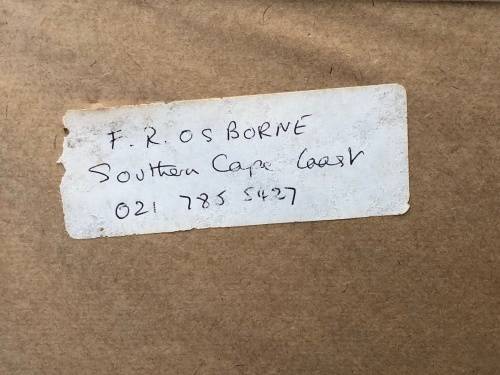 F. R. OSBORNE
Southern Cape Coast
021 785 5427